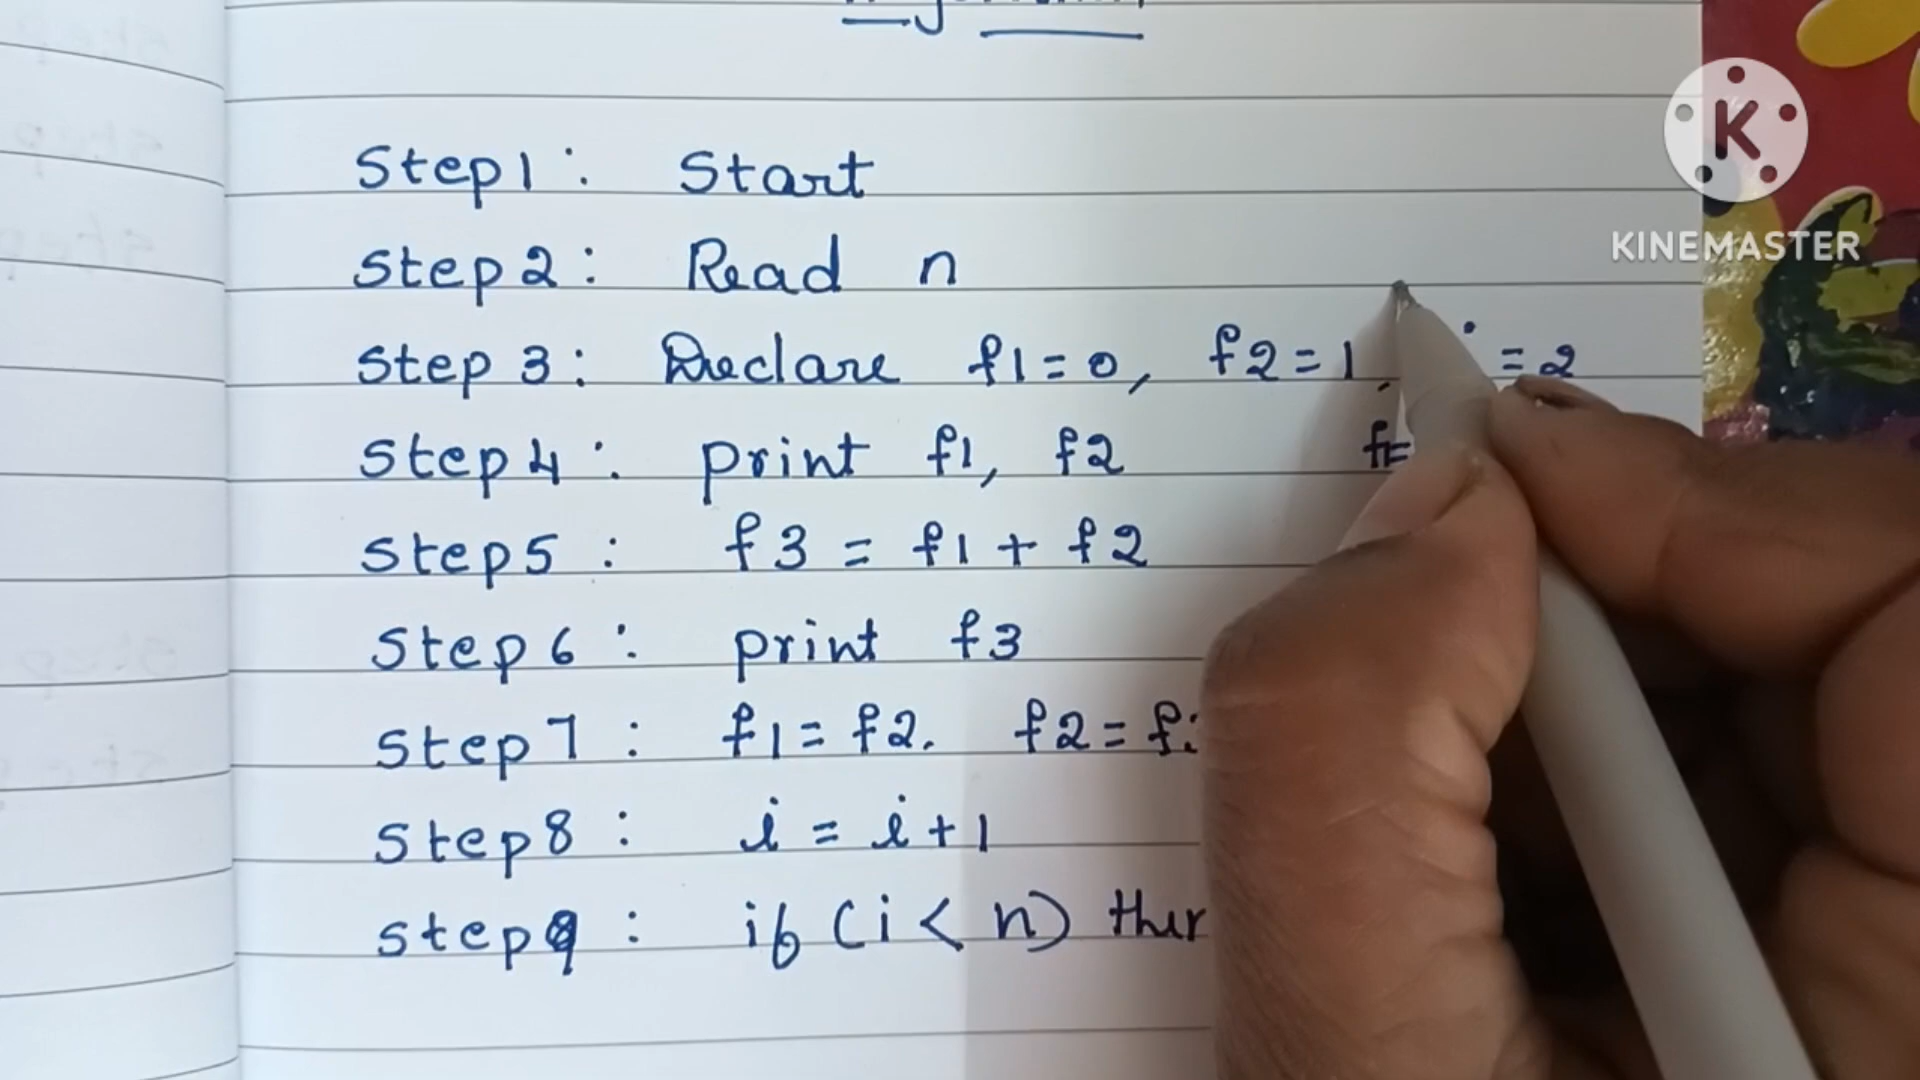 Step1: Start
KINEMASTER
Step2: Read n
Step 3: Declare f1=0, f2=1, i=2
Step4: print f1, f2 f=
Step5: f3 = f1 + f2
Step6: print f3
Step7: f1=f2. f2=f
Step8: i = i+1
Step9: if (i < n)